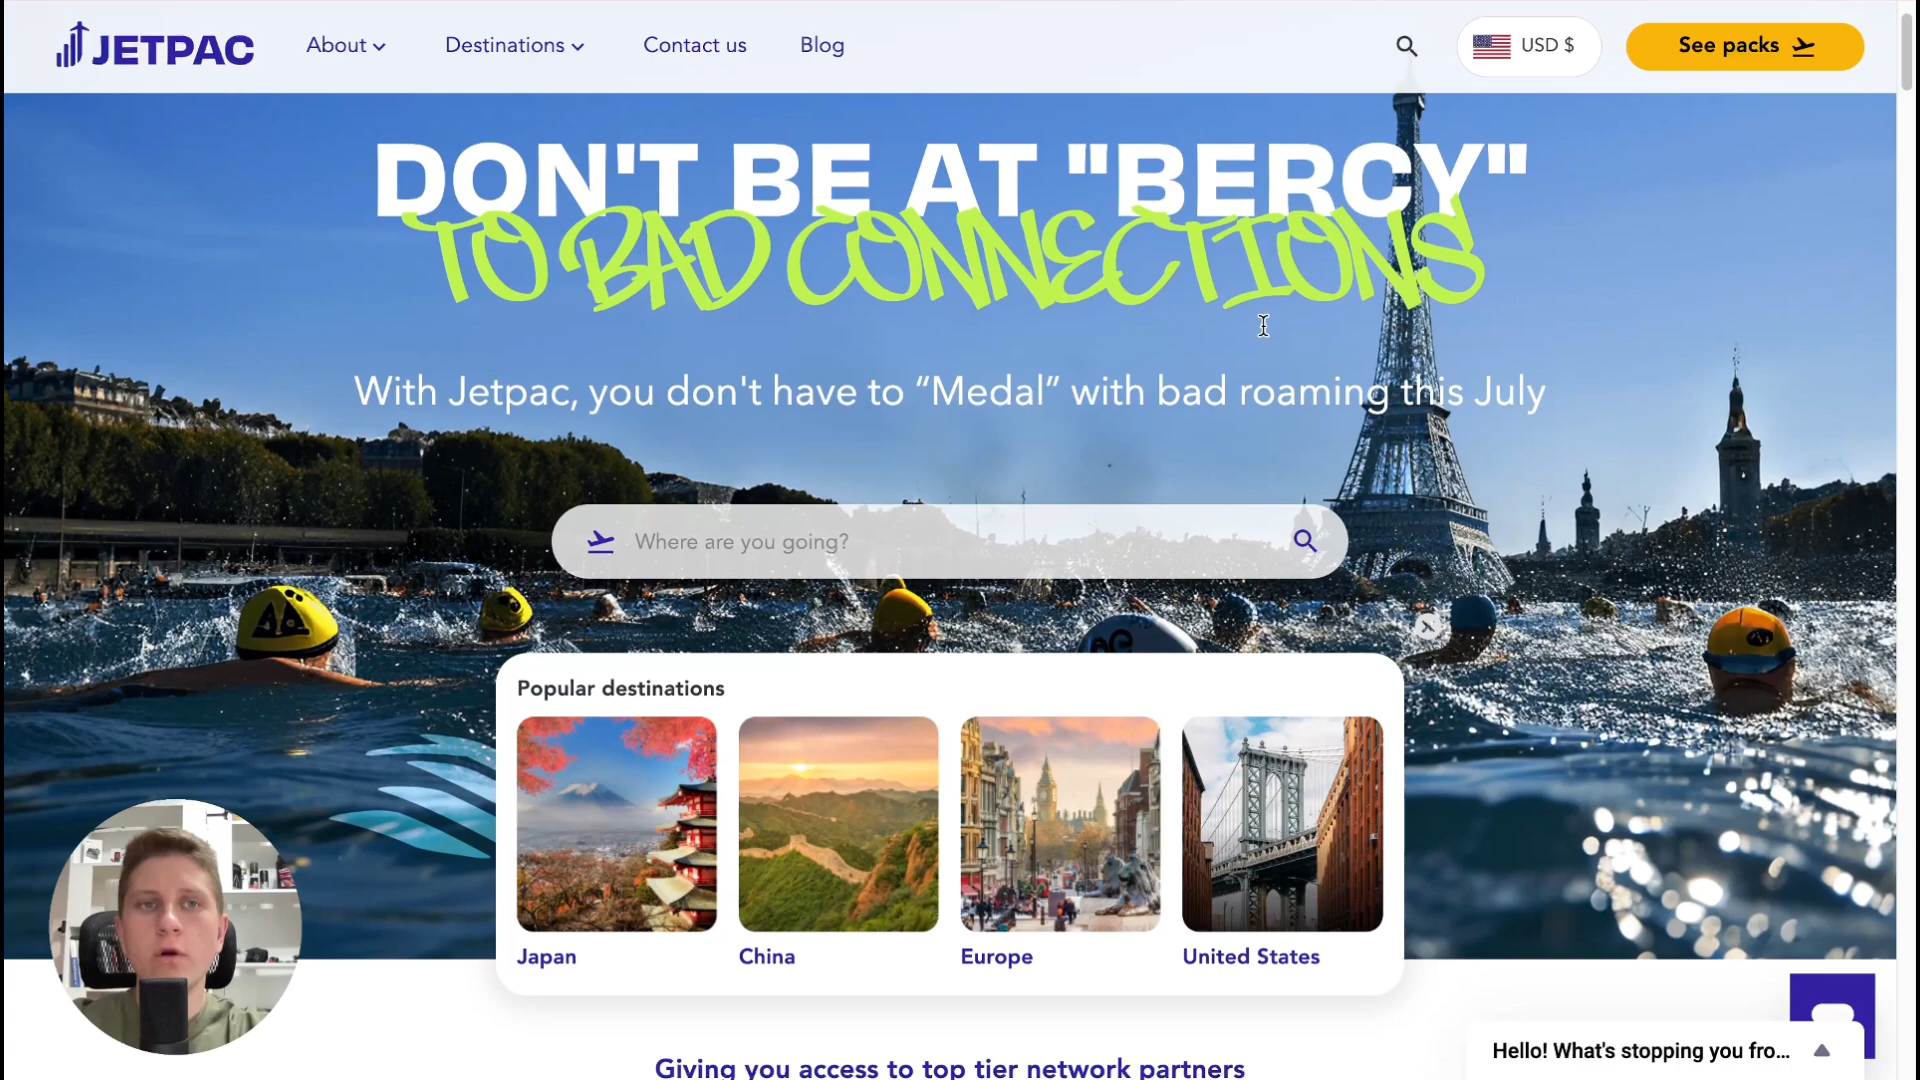 JETPAC
About
Destinations
Contact us
Blog
USD $
See packs
DON'T BE AT "BERCY"
TO BAD CONNECTIONS
With Jetpac, you don't have to “Medal” with bad roaming this July
Where are you going?
Popular destinations
Japan
China
Europe
United States
Giving you access to top tier network partners
Hello! What's stopping you fro...